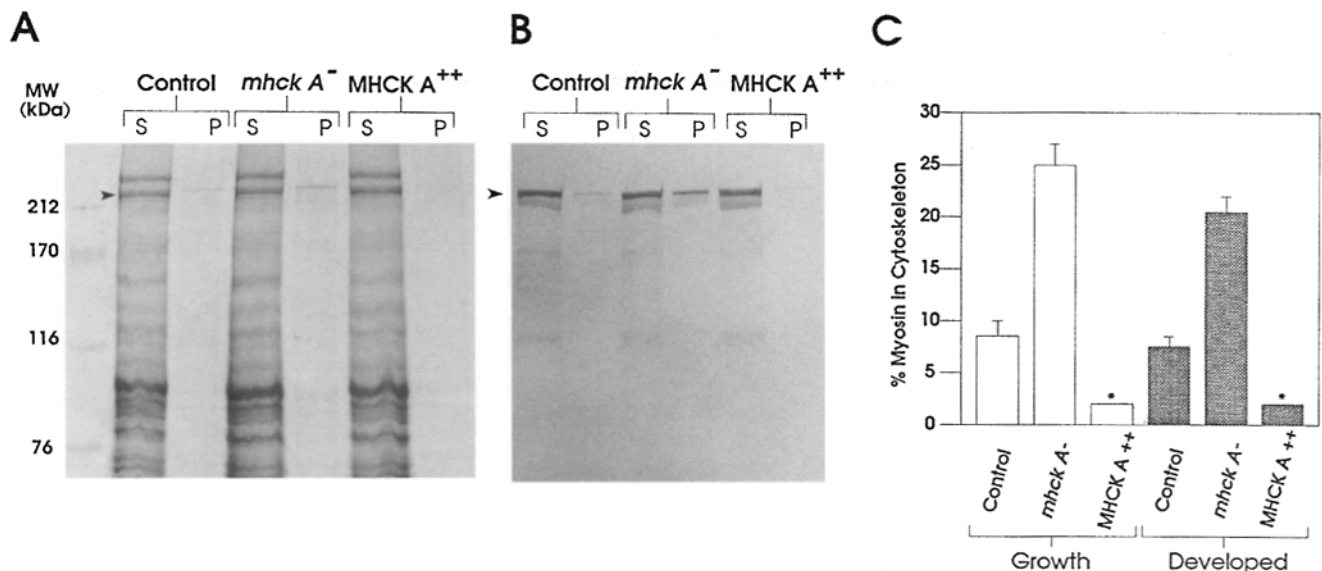 A
B
C
MW
(kDa)
Control mhck A⁻ MHCK A⁺⁺
S P S P S P
212
170
116
76
Control mhck A⁻ MHCK A⁺⁺
S P S P S P
% Myosin in Cytoskeleton
30
25
20
15
10
5
0
*
*
Control
mhck A-
MHCK A ++
Control
mhck A-
MHCK A ++
Growth
Developed